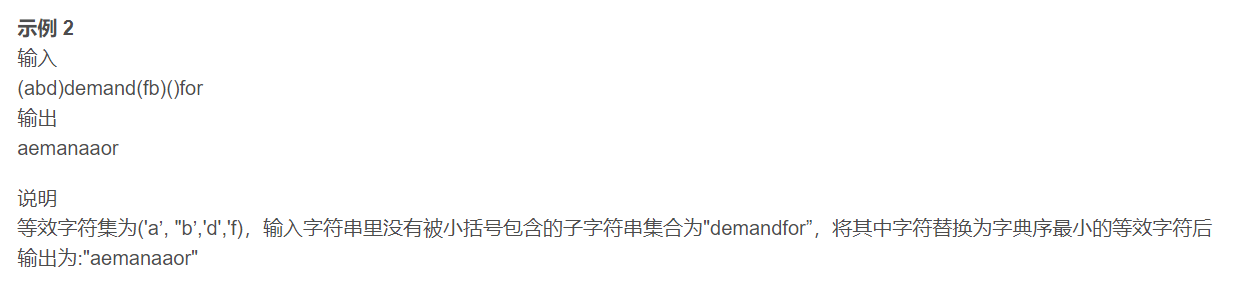 示例 2
输入
(abd)demand(fb)()for
输出
aemanaaor
说明
等效字符集为('a’, "b’,'d','f)，输入字符串里没有被小括号包含的子字符串集合为"demandfor”，将其中字符替换为字典序最小的等效字符后
输出为:"aemanaaor"